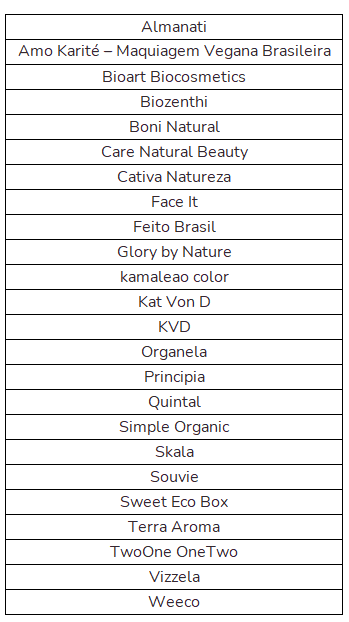 Almanati
Amo Karité – Maquiagem Vegana Brasileira
Bioart Biocosmetics
Biozenthi
Boni Natural
Care Natural Beauty
Cativa Natureza
Face It
Feito Brasil
Glory by Nature
kamaleao color
Kat Von D
KVD
Organela
Principia
Quintal
Simple Organic
Skala
Souvie
Sweet Eco Box
Terra Aroma
TwoOne OneTwo
Vizzela
Weeco